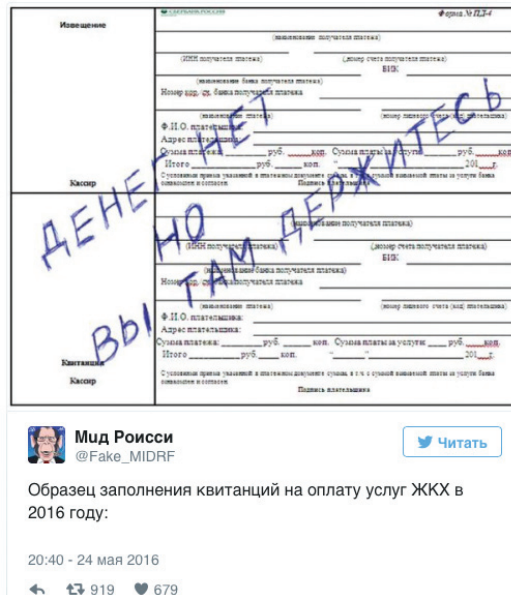 Извещение
СБЕРБАНК РОССИИ
Форма № ПД-4
(наименование получателя платежа)
(ИНН получателя платежа) (номер счета получателя платежа)
БИК
(наименование банка получателя платежа)
Номер кор. сч. банка получателя платежа
(наименование платежа) (номер лицевого счета (код) плательщика)
Ф.И.О. плательщика:
Адрес плательщика:
Сумма платежа: руб. коп. Сумма платы за услуги: руб. коп.
Итого руб. коп. " " 201 г.
С условиями приема указанной в платежном документе суммы, в т.ч. с суммой взимаемой платы за услуги банка
ознакомлен и согласен. Подпись плательщика
Кассир
ДЕНЕГ НЕТ
НО
ВЫ ТАМ ДЕРЖИТЕСЬ
(наименование получателя платежа)
(ИНН получателя платежа) (номер счета получателя платежа)
БИК
(наименование банка получателя платежа)
Номер кор. сч. банка получателя платежа
(наименование платежа) (номер лицевого счета (код) плательщика)
Ф.И.О. плательщика:
Адрес плательщика:
Сумма платежа: руб. коп. Сумма платы за услуги: руб. коп.
Итого руб. коп. " " 201 г.
С условиями приема указанной в платежном документе суммы, в т.ч. с суммой взимаемой платы за услуги банка
ознакомлен и согласен.
Подпись плательщика
Квитанция
Кассир
Мид Роисси
@Fake_MIDRF
Читать
Образец заполнения квитанций на оплату услуг ЖКХ в
2016 году:
20:40 - 24 мая 2016
919 679